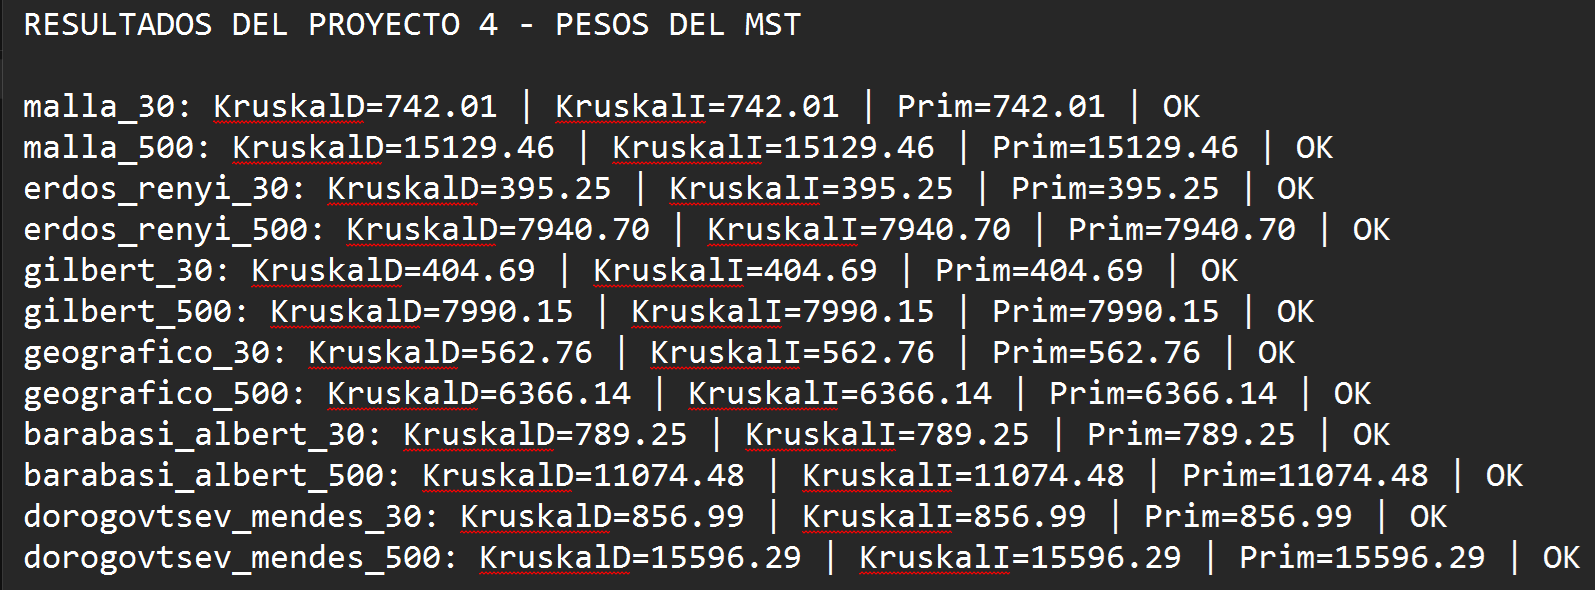 RESULTADOS DEL PROYECTO 4 - PESOS DEL MST
malla_30: KruskalD=742.01 | KruskalI=742.01 | Prim=742.01 | OK
malla_500: KruskalD=15129.46 | KruskalI=15129.46 | Prim=15129.46 | OK
erdos_renyi_30: KruskalD=395.25 | KruskalI=395.25 | Prim=395.25 | OK
erdos_renyi_500: KruskalD=7940.70 | KruskalI=7940.70 | Prim=7940.70 | OK
gilbert_30: KruskalD=404.69 | KruskalI=404.69 | Prim=404.69 | OK
gilbert_500: KruskalD=7990.15 | KruskalI=7990.15 | Prim=7990.15 | OK
geografico_30: KruskalD=562.76 | KruskalI=562.76 | Prim=562.76 | OK
geografico_500: KruskalD=6366.14 | KruskalI=6366.14 | Prim=6366.14 | OK
barabasi_albert_30: KruskalD=789.25 | KruskalI=789.25 | Prim=789.25 | OK
barabasi_albert_500: KruskalD=11074.48 | KruskalI=11074.48 | Prim=11074.48 | OK
dorogovtsev_mendes_30: KruskalD=856.99 | KruskalI=856.99 | Prim=856.99 | OK
dorogovtsev_mendes_500: KruskalD=15596.29 | KruskalI=15596.29 | Prim=15596.29 | OK